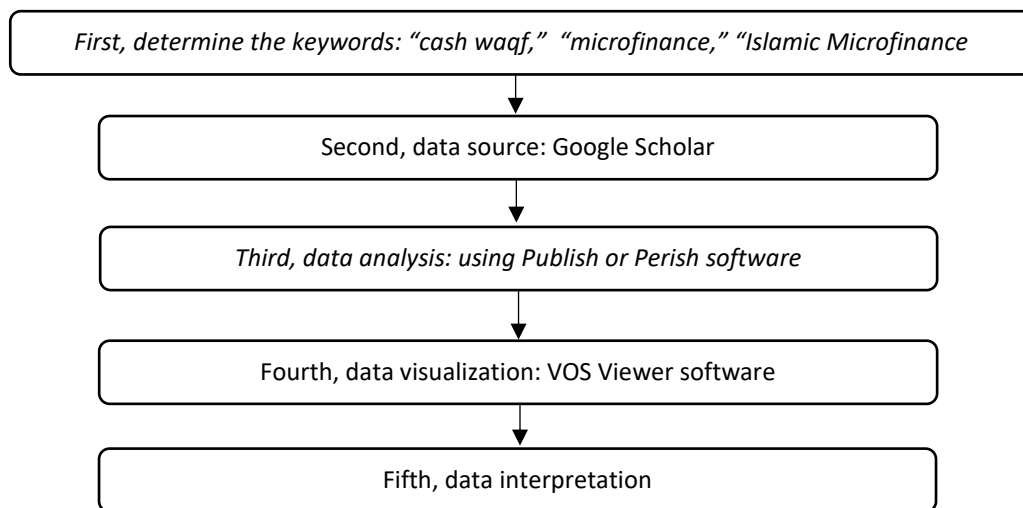 First, determine the keywords: “cash waqf,” “microfinance,” “Islamic Microfinance
Second, data source: Google Scholar
Third, data analysis: using Publish or Perish software
Fourth, data visualization: VOS Viewer software
Fifth, data interpretation